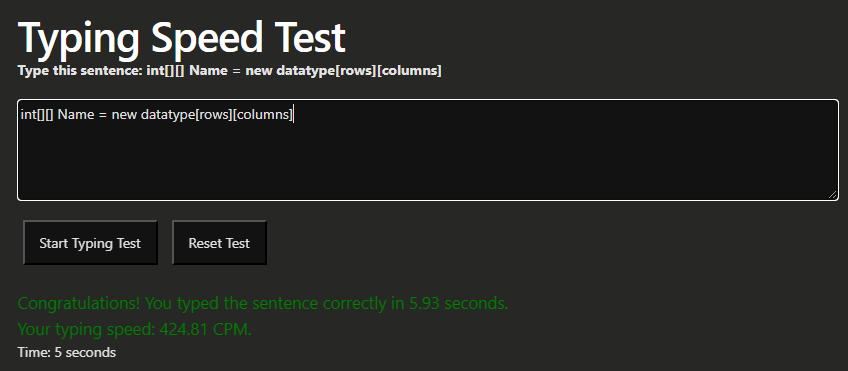 Typing Speed Test
Type this sentence: int[][] Name = new datatype[rows][columns]
int[][] Name = new datatype[rows][columns]
Start Typing Test
Reset Test
Congratulations! You typed the sentence correctly in 5.93 seconds.
Your typing speed: 424.81 CPM.
Time: 5 seconds